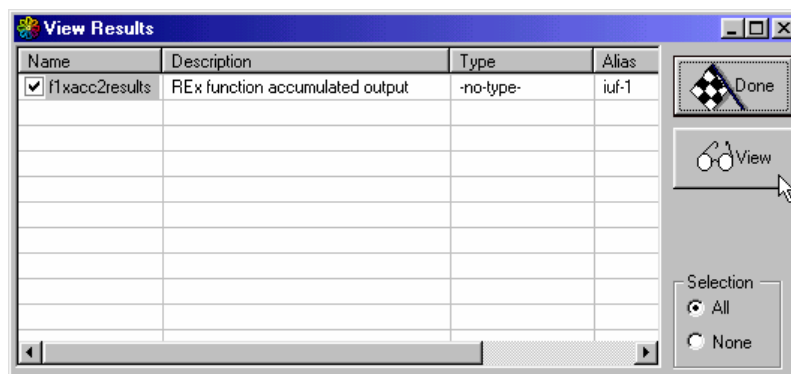 View Results
Name Description Type Alias
f1xacc2results REx function accumulated output -no-type- iuf-1
Done
View
Selection
All
None